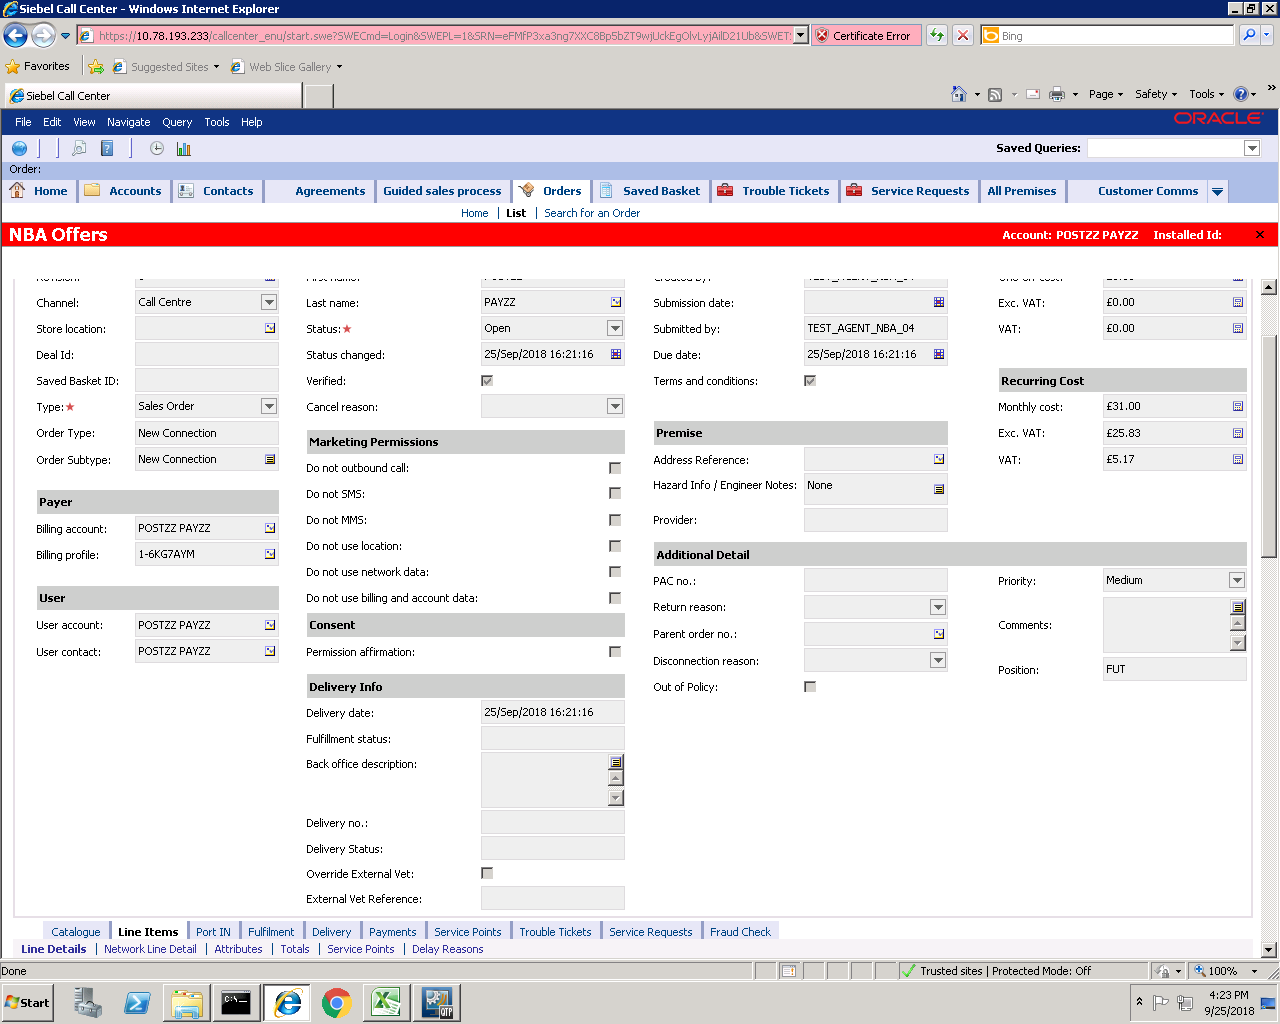 Siebel Call Center - Windows Internet Explorer
https://10.78.193.233/callcenter_enu/start.swe?SWECmd=Login&SWEPL=1&SRN=
Certificate Error
Bing
Favorites
Suggested Sites
Web Slice Gallery
Siebel Call Center
Page
Safety
Tools
File Edit View Navigate Query Tools Help
ORACLE
Saved Queries:
Order:
Home Accounts Contacts Agreements Guided sales process Orders Saved Basket Trouble Tickets Service Requests All Premises Customer Comms
Home | List | Search for an Order
NBA Offers
Account: POSTZZ PAYZZ Installed Id:
Channel: Call Centre
Store location:
Deal Id:
Saved Basket ID:
Type:★ Sales Order
Order Type: New Connection
Order Subtype: New Connection
Payer
Billing account: POSTZZ PAYZZ
Billing profile: 1-6KG7AYM
User
User account: POSTZZ PAYZZ
User contact: POSTZZ PAYZZ
Last name: PAYZZ
Status:★ Open
Status changed: 25/Sep/2018 16:21:16
Verified:
Cancel reason:
Marketing Permissions
Do not outbound call:
Do not SMS:
Do not MMS:
Do not use location:
Do not use network data:
Do not use billing and account data:
Consent
Permission affirmation:
Delivery Info
Delivery date: 25/Sep/2018 16:21:16
Fulfillment status:
Back office description:
Delivery no.:
Delivery Status:
Override External Vet:
External Vet Reference:
Submission date:
Submitted by: TEST_AGENT_NBA_04
Due date: 25/Sep/2018 16:21:16
Terms and conditions:
Premise
Address Reference:
Hazard Info / Engineer Notes: None
Provider:
Additional Detail
PAC no.:
Return reason:
Parent order no.:
Disconnection reason:
Out of Policy:
Exc. VAT: £0.00
VAT: £0.00
Recurring Cost
Monthly cost: £31.00
Exc. VAT: £25.83
VAT: £5.17
Priority: Medium
Comments:
Position: FUT
Catalogue Line Items Port IN Fulfilment Delivery Payments Service Points Trouble Tickets Service Requests Fraud Check
Line Details | Network Line Detail | Attributes | Totals | Service Points | Delay Reasons
Done
Trusted sites | Protected Mode: Off
100%
Start
C:\.
QTP
4:23 PM
9/25/2018